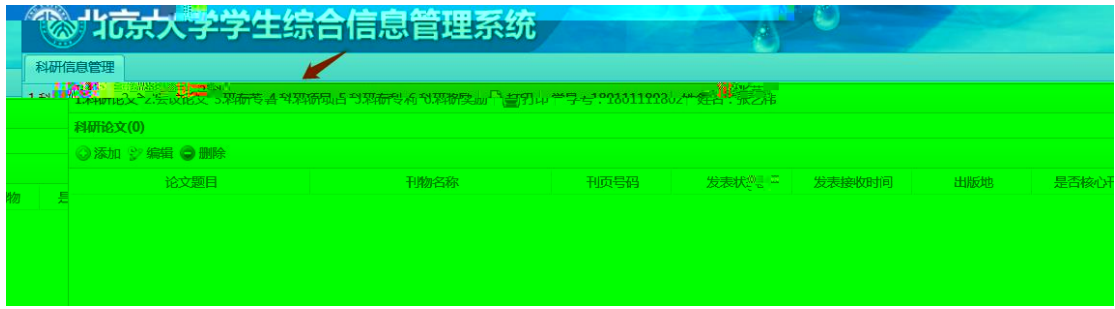 北京大学学生综合信息管理系统
科研信息管理
1.科研论文 2.会议论文 3.科研专著 4.科研项目 5.科研专利 6.科研奖励 打印 学号：1801111802 姓名：张艺
科研论文(0)
添加 编辑 删除
论文题目 刊物名称 刊页号码 发表状 发表接收时间 出版地 是否核心
物 是